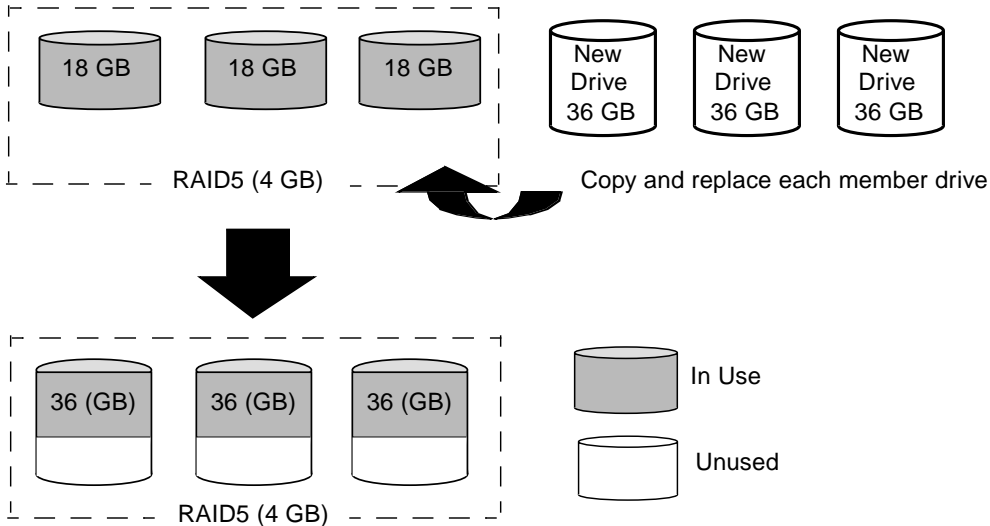 18 GB
18 GB
18 GB
New
Drive
36 GB
New
Drive
36 GB
New
Drive
36 GB
RAID5 (4 GB)
Copy and replace each member drive
36 (GB)
36 (GB)
36 (GB)
In Use
Unused
RAID5 (4 GB)